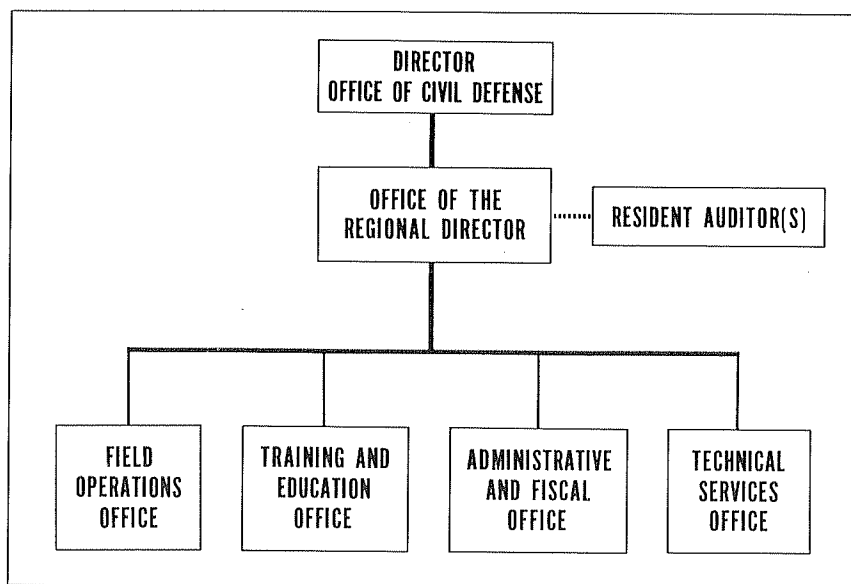 DIRECTOR
OFFICE OF CIVIL DEFENSE
OFFICE OF THE
REGIONAL DIRECTOR
RESIDENT AUDITOR(S)
FIELD
OPERATIONS
OFFICE
TRAINING AND
EDUCATION
OFFICE
ADMINISTRATIVE
AND FISCAL
OFFICE
TECHNICAL
SERVICES
OFFICE